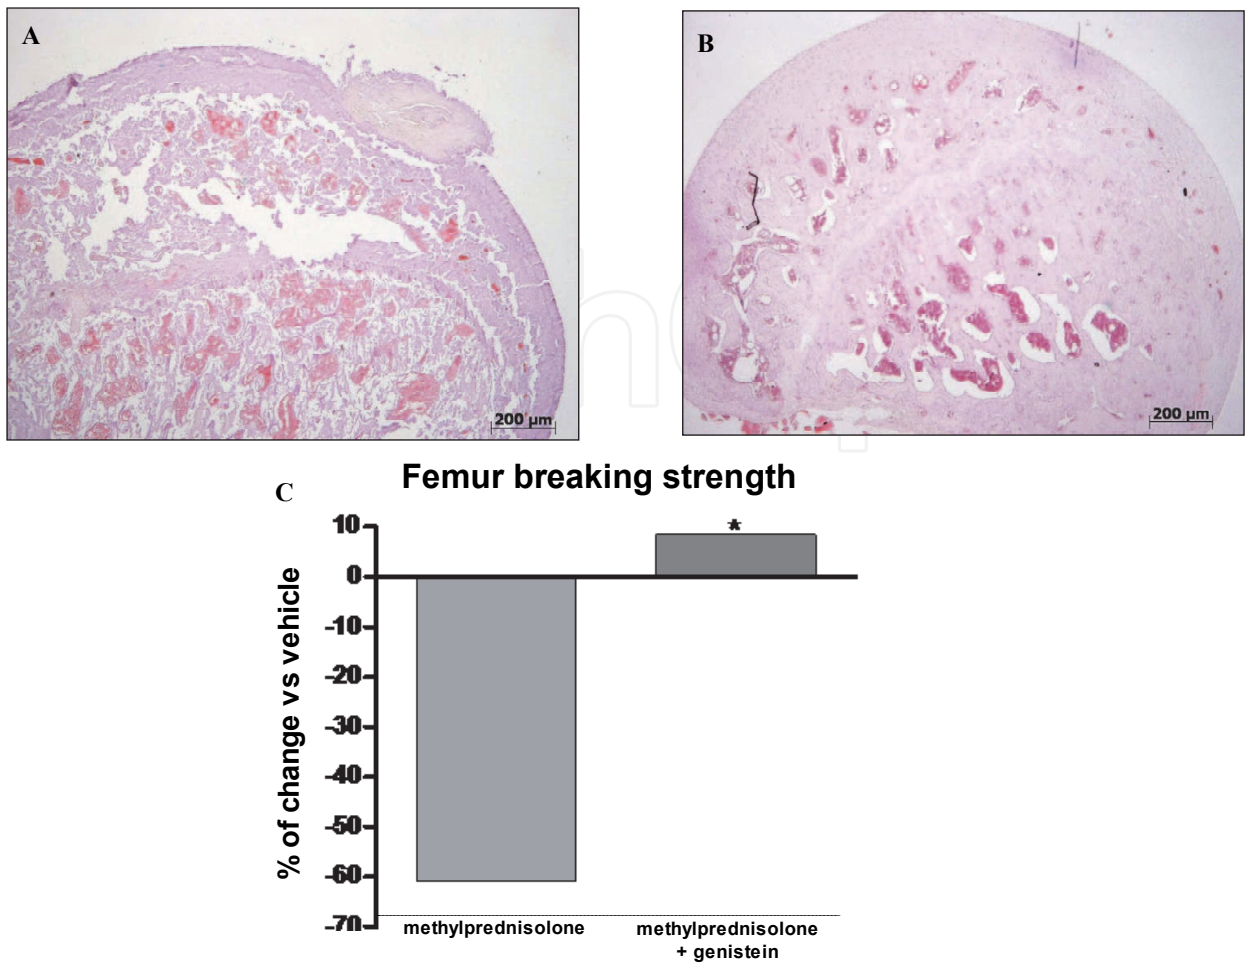 A
B
200 µm
200 µm
C
Femur breaking strength
% of change vs vehicle
10
0
-10
-20
-30
-40
-50
-60
-70
*
methylprednisolone
methylprednisolone
+ genistein